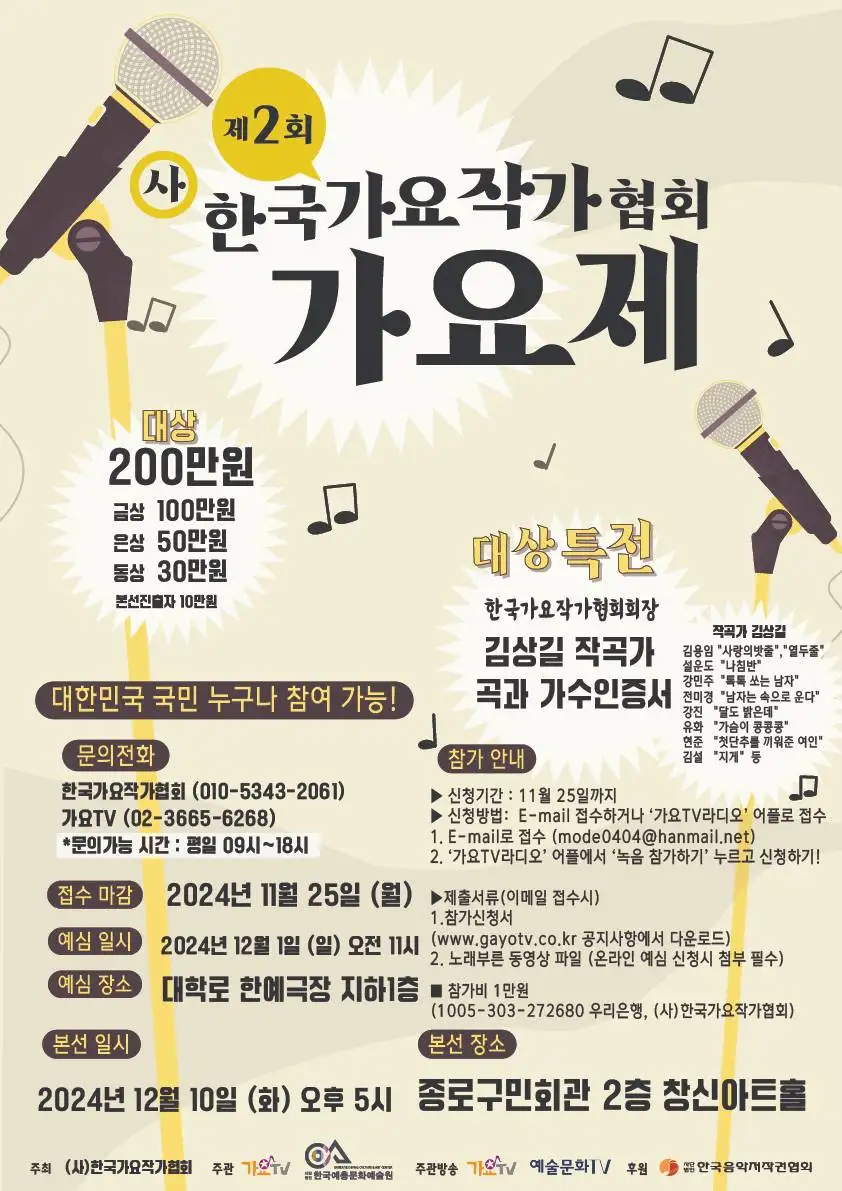 제2회
사 한국가요작가협회
가요제
대상
200만원
금상 100만원
은상 50만원
동상 30만원
본선진출자 10만원
대상특전
한국가요작가협회회장
김상길 작곡가
곡과 가수인증서
작곡가 김상길
김용임 "사랑의밧줄","열두줄"
설운도 "나침반"
강민주 "톡톡 쏘는 남자"
전미경 "남자는 속으로 운다"
강진 "달도 밝은데"
유화 "가슴이 콩콩콩"
현준 "첫단추를 끼워준 여인"
김설 "지게" 등
대한민국 국민 누구나 참여 가능!
문의전화
한국가요작가협회 (010-5343-2061)
가요TV (02-3665-6268)
*문의가능 시간 : 평일 09시~18시
참가 안내
▶ 신청기간 : 11월 25일까지
▶ 신청방법: E-mail 접수하거나 ‘가요TV라디오’ 어플로 접수
1. E-mail로 접수 (mode0404@hanmail.net)
2. ‘가요TV라디오’ 어플에서 ‘녹음 참가하기’ 누르고 신청하기!
▶제출서류(이메일 접수시)
1.참가신청서
(www.gayotv.co.kr 공지사항에서 다운로드)
2. 노래부른 동영상 파일 (온라인 예심 신청시 첨부 필수)
■ 참가비 1만원
(1005-303-272680 우리은행, (사)한국가요작가협회)
접수 마감 2024년 11월 25일 (월)
예심 일시 2024년 12월 1일 (일) 오전 11시
예심 장소 대학로 한예극장 지하1층
본선 일시
2024년 12월 10일 (화) 오후 5시
본선 장소
종로구민회관 2층 창신아트홀
주최 (사)한국가요작가협회 주관 가요TV 사단법인 한국예총문화예술원 주관방송 가요TV 예술문화TV 후원 사단법인 한국음악저작권협회